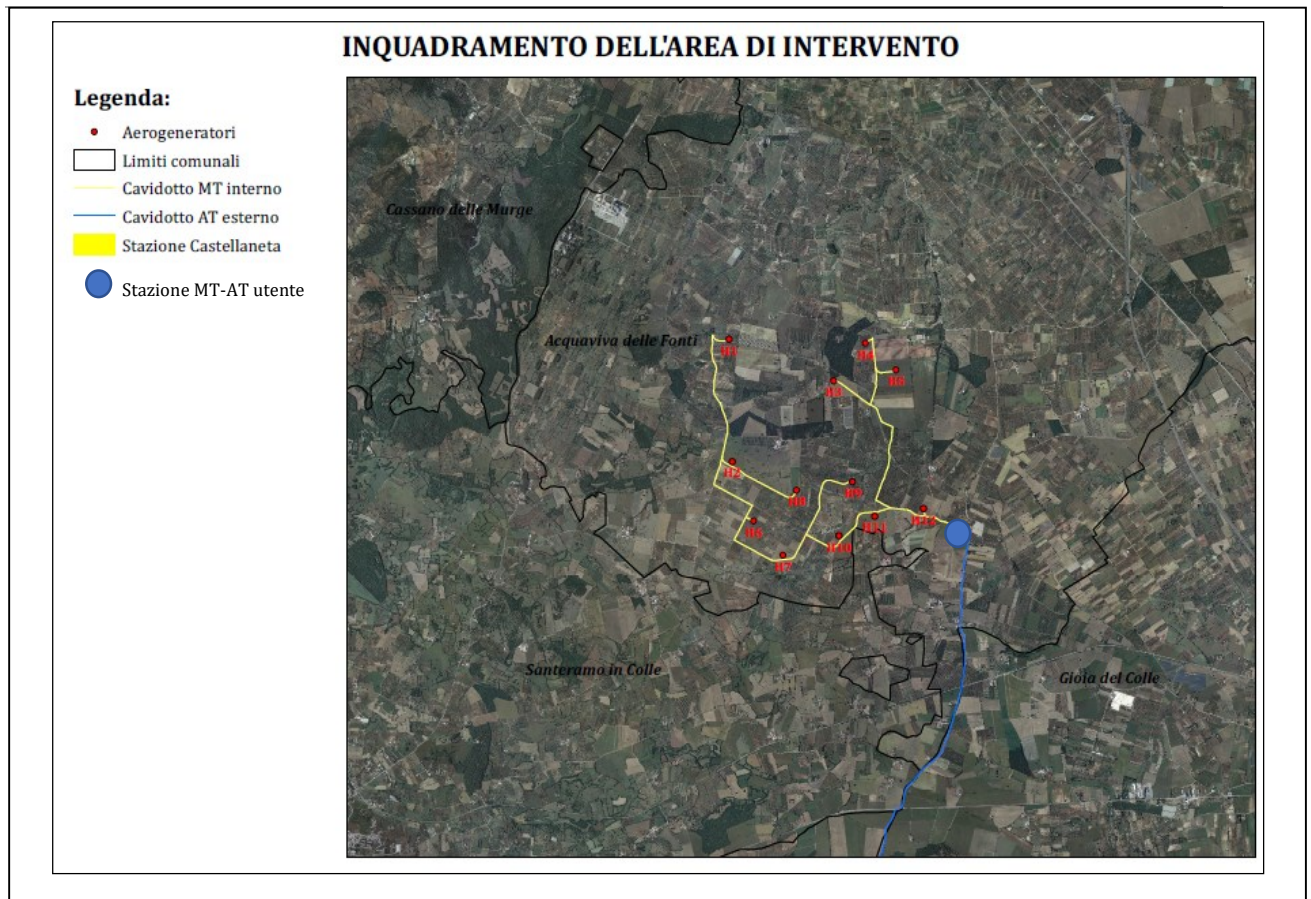 INQUADRAMENTO DELL'AREA DI INTERVENTO
Legenda:
Aerogeneratori
Limiti comunali
Cavidotto MT interno
Cavidotto AT esterno
Stazione Castellaneta
Stazione MT-AT utente
Cassano delle Murge
Acquaviva delle Fonti
H1
H4
H3
H2
H8
H9
H6
H11
H12
H10
H7
Santeramo in Colle
Gioia del Colle